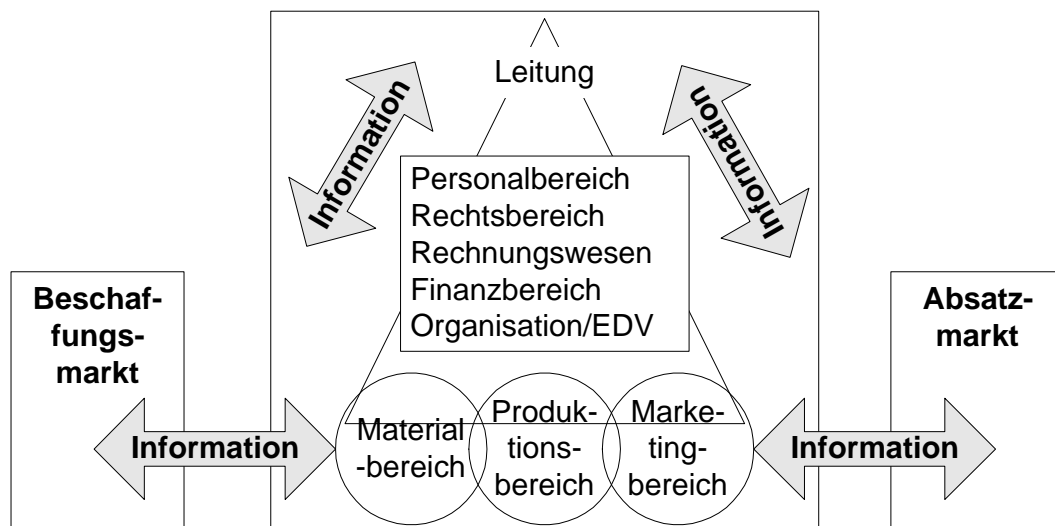 Leitung
Information
Information
Personalbereich
Rechtsbereich
Rechnungswesen
Finanzbereich
Organisation/EDV
Beschaf-
fungs-
markt
Absatz-
markt
Information
Material
-bereich
Produk-
tions-
bereich
Marke-
ting-
bereich
Information